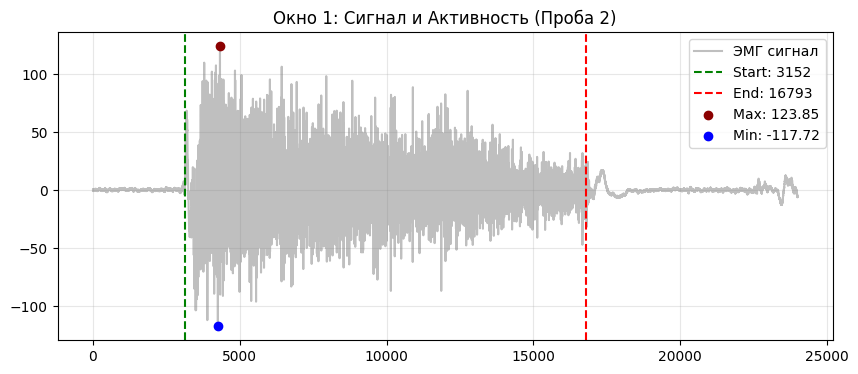 Окно 1: Сигнал и Активность (Проба 2)
100
50
0
−50
−100
0
5000
10000
15000
20000
25000
ЭМГ сигнал
Start: 3152
End: 16793
Max: 123.85
Min: -117.72